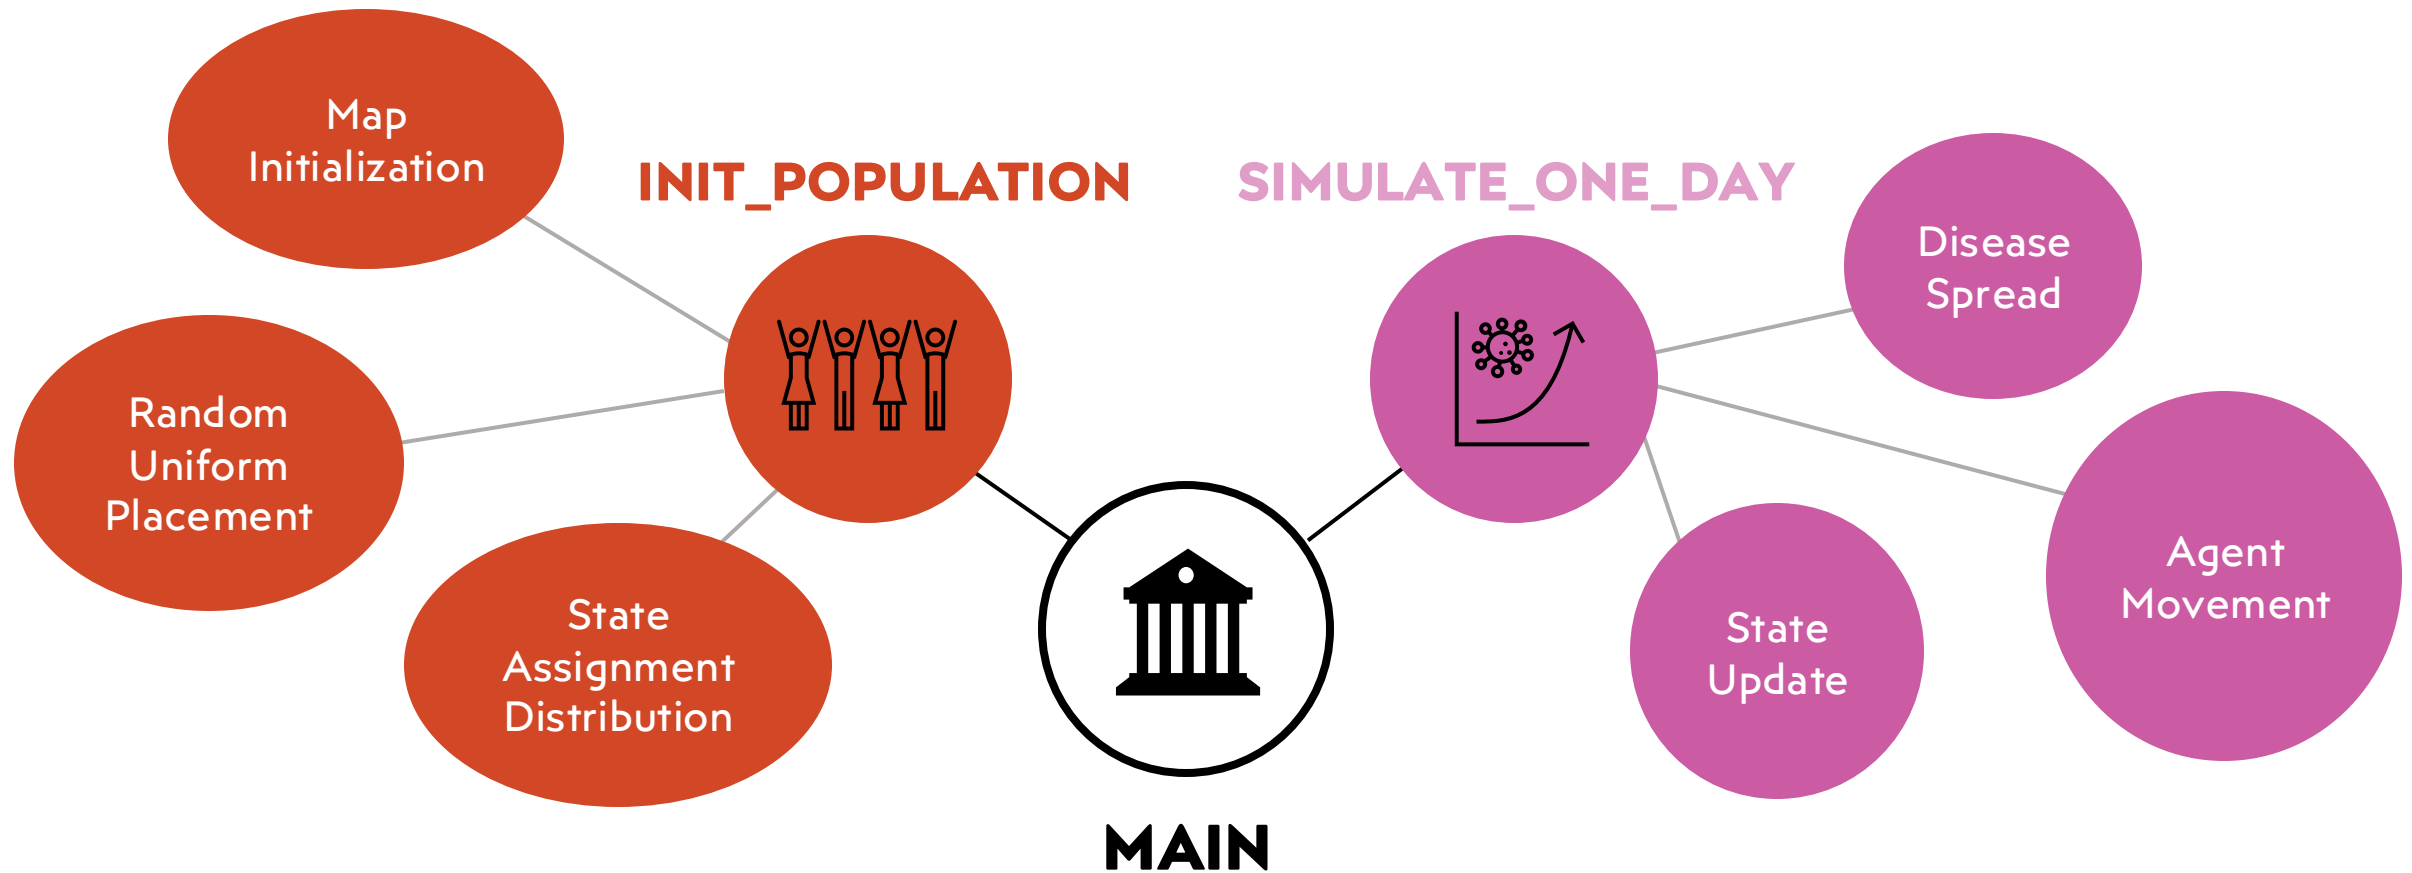 Map
Initialization
INIT_POPULATION
SIMULATE_ONE_DAY
Disease
Spread
Random
Uniform
Placement
State
Assignment
Distribution
Agent
Movement
State
Update
MAIN